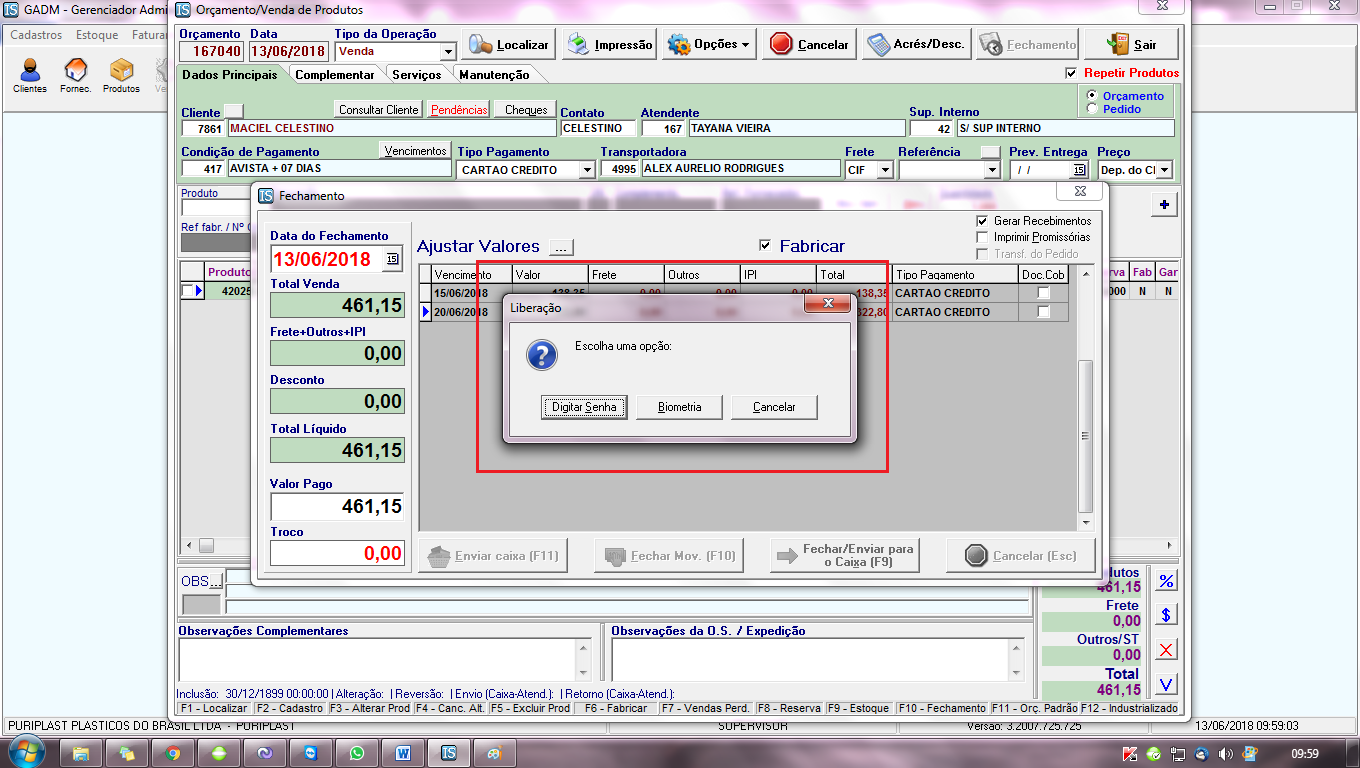 GADM - Gerenciador Admi
Orçamento/Venda de Produtos
Cadastros Estoque Fatura
Clientes Fornec. Produtos
Orçamento Data Tipo da Operação
167040 13/06/2018 Venda
Localizar Impressão Opções Cancelar Acrés/Desc. Fechamento Sair
Dados Principais Complementar Serviços Manutenção
Repetir Produtos
Orçamento
Pedido
Cliente Consultar Cliente Pendências Cheques Contato Atendente Sup. Interno
7861 MACIEL CELESTINO CELESTINO 167 TAYANA VIEIRA 42 S/ SUP INTERNO
Condição de Pagamento Vencimentos Tipo Pagamento Transportadora Frete Referência Prev. Entrega Preço
417 AVISTA + 07 DIAS CARTAO CREDITO 4995 ALEX AURELIO RODRIGUES CIF / / 15 Dep. do Cl
Produto
Ref fabr. / Nº
Produto
42025
rva Fab Gar
000 N N
Fechamento
Data do Fechamento
13/06/2018 15
Total Venda
461,15
Frete+Outros+IPI
0,00
Desconto
0,00
Total Líquido
461,15
Valor Pago
461,15
Troco
0,00
Ajustar Valores ...
Fabricar
Gerar Recebimentos
Imprimir Promissórias
Transf. do Pedido
Vencimento Valor Frete Outros IPI Total Tipo Pagamento Doc.Cob
15/06/2018 138,35 0,00 0,00 0,00 138,35 CARTAO CREDITO
20/06/2018 322,80 CARTAO CREDITO
Liberação
Escolha uma opção:
Digitar Senha Biometria Cancelar
Enviar caixa (F11) Fechar Mov. (F10) Fechar/Enviar para o Caixa (F9) Cancelar (Esc)
OBS...
utos
461,15
Frete
0,00
Outros/ST
0,00
Total
461,15
% $ X V
Observações Complementares Observações da O.S. / Expedição
Inclusão: 30/12/1899 00:00:00 | Alteração: | Reversão: | Envio (Caixa-Atend.): | Retorno (Caixa-Atend.):
F1 - Localizar F2 - Cadastro F3 - Alterar Prod F4 - Canc. Alt. F5 - Excluir Prod F6 - Fabricar F7 - Vendas Perd. F8 - Reserva F9 - Estoque F10 - Fechamento F11 - Orç. Padrão F12 - Industrializado
PURIPLAST PLASTICOS DO BRASIL LTDA - PURIPLAST SUPERVISOR Versão: 3.2007.725.725 13/06/2018 09:59:03
09:59